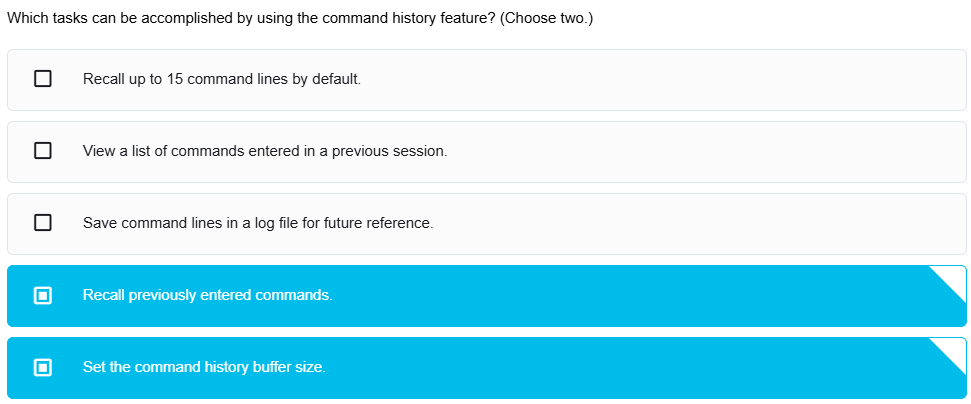 Which tasks can be accomplished by using the command history feature? (Choose two.)
Recall up to 15 command lines by default.
View a list of commands entered in a previous session.
Save command lines in a log file for future reference.
Recall previously entered commands.
Set the command history buffer size.